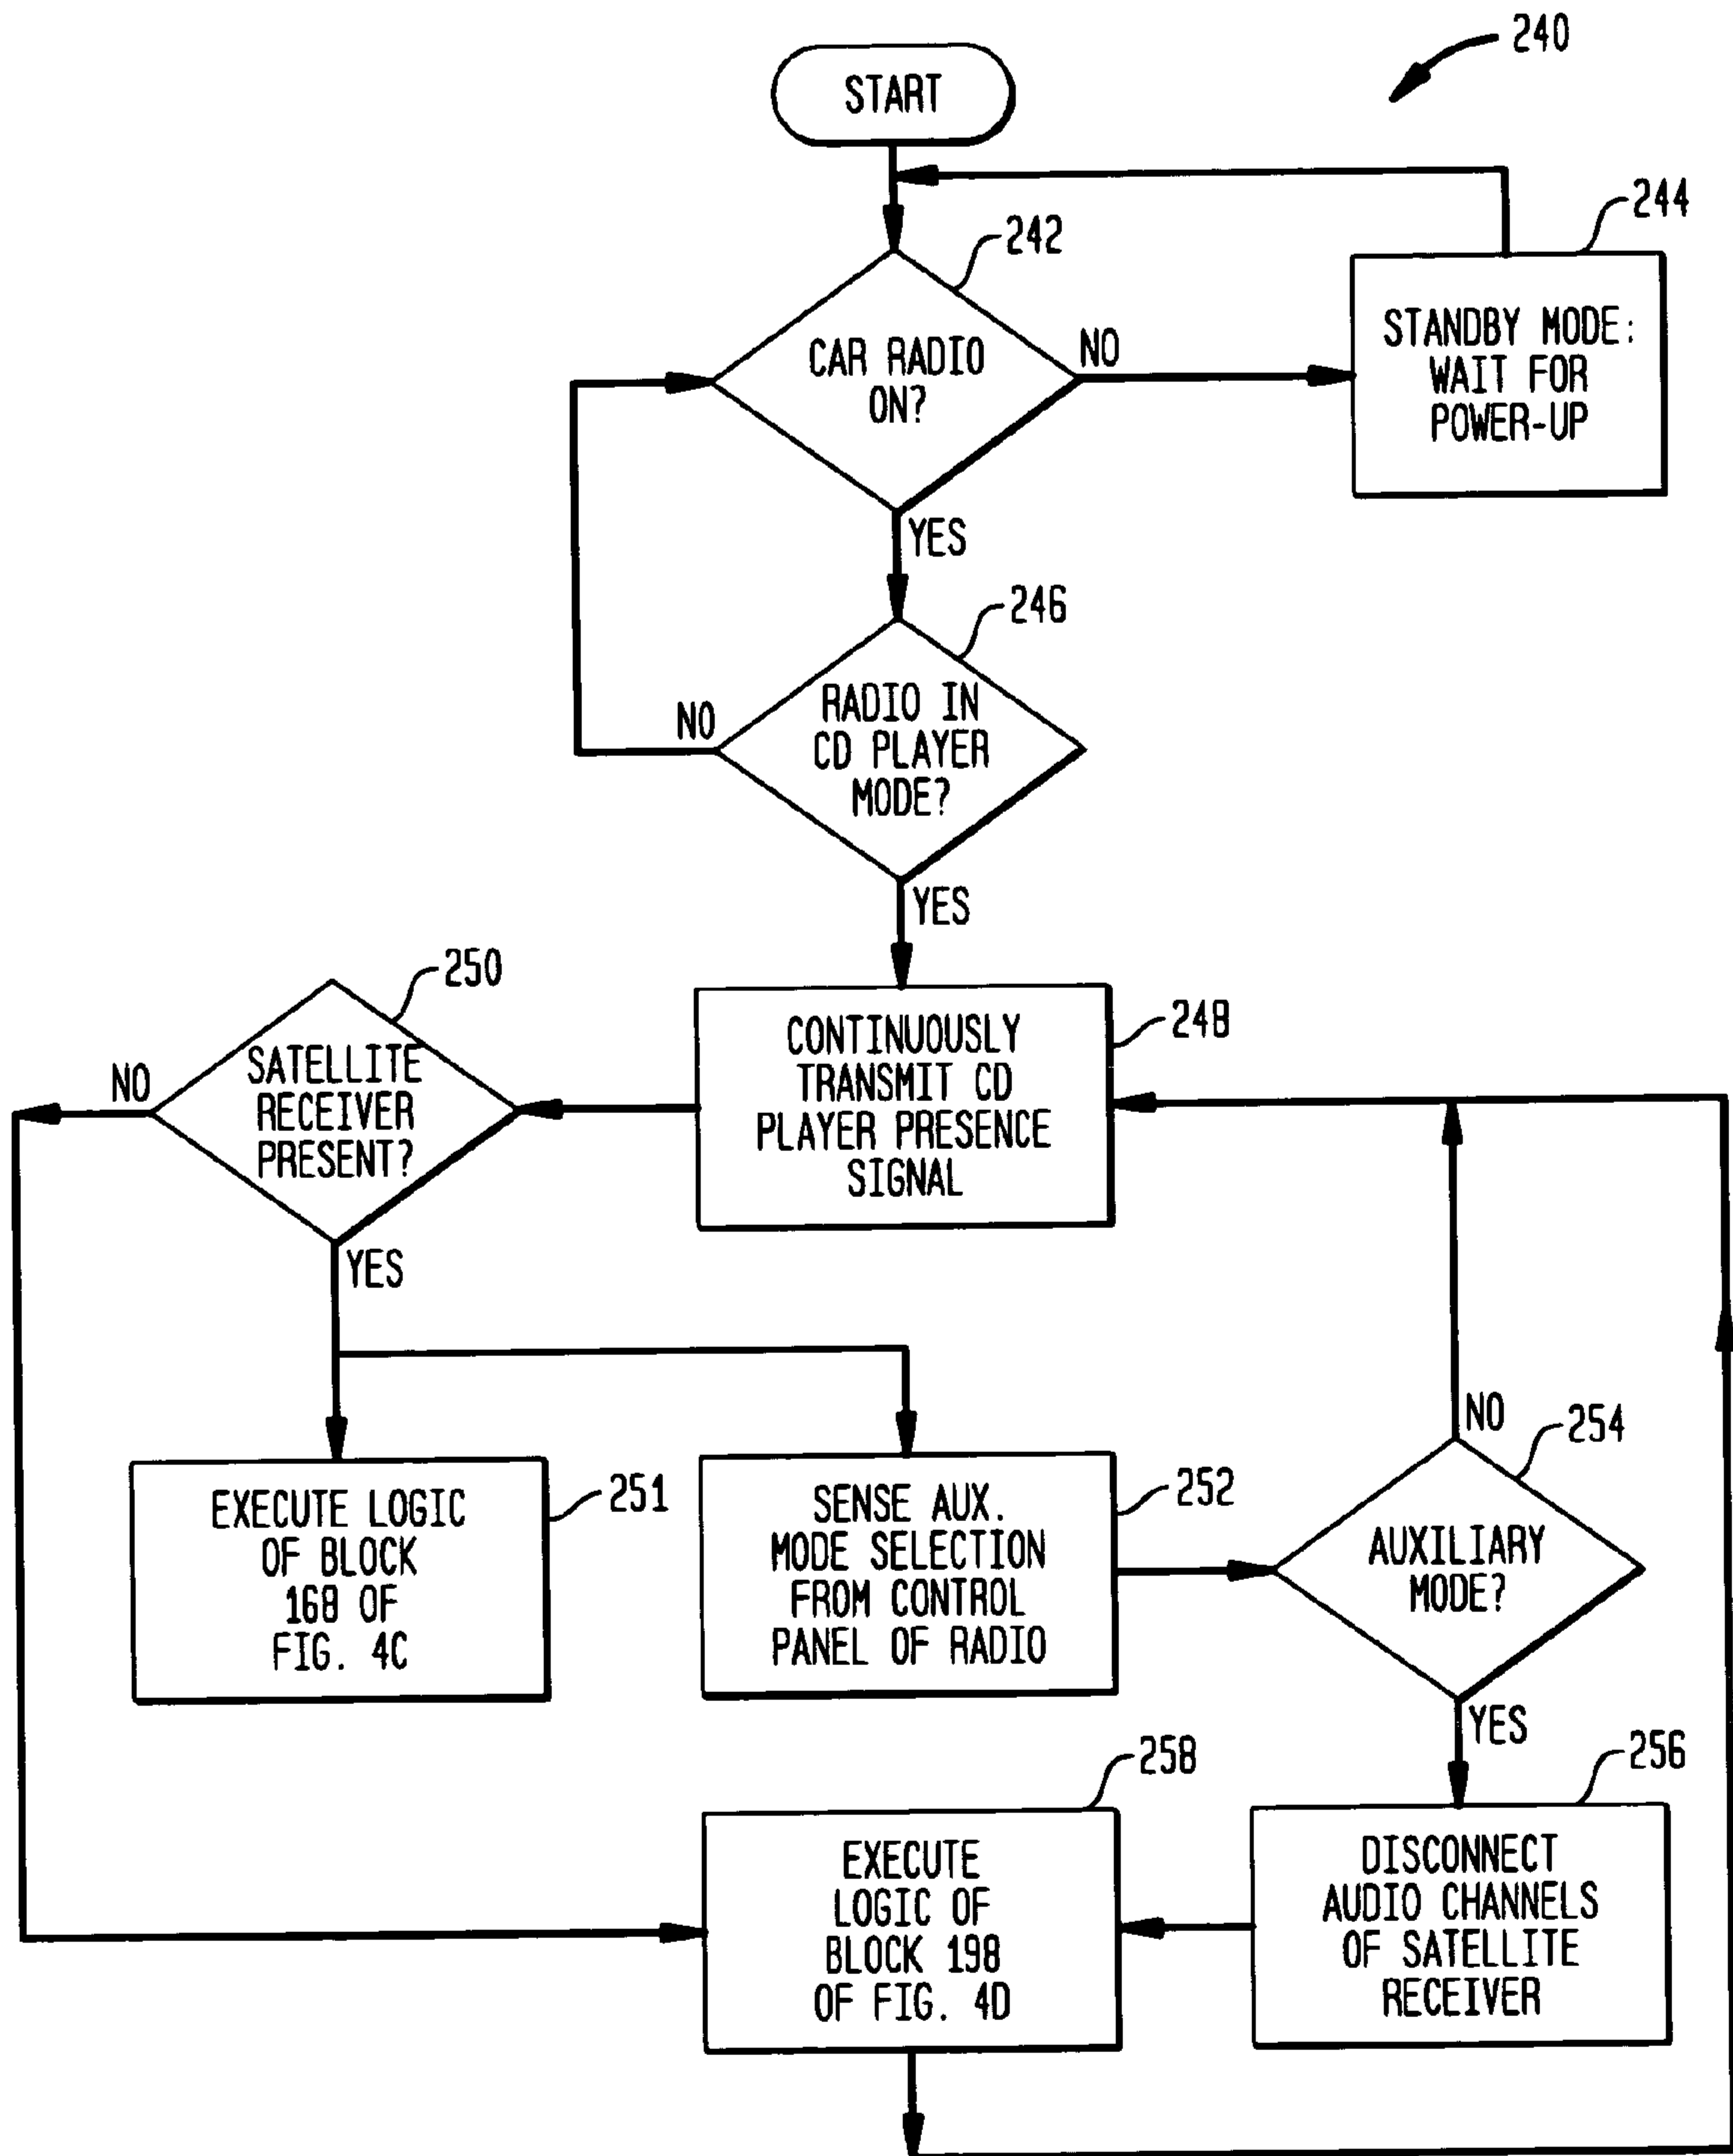 240
START
242
CAR RADIO
ON?
NO
244
STANDBY MODE:
WAIT FOR
POWER-UP
YES
246
RADIO IN
CD PLAYER
MODE?
NO
YES
248
CONTINUOUSLY
TRANSMIT CD
PLAYER PRESENCE
SIGNAL
250
SATELLITE
RECEIVER
PRESENT?
NO
YES
251
EXECUTE LOGIC
OF BLOCK
168 OF
FIG. 4C
252
SENSE AUX.
MODE SELECTION
FROM CONTROL
PANEL OF RADIO
NO
254
AUXILIARY
MODE?
YES
256
DISCONNECT
AUDIO CHANNELS
OF SATELLITE
RECEIVER
258
EXECUTE
LOGIC OF
BLOCK 198
OF FIG. 4D